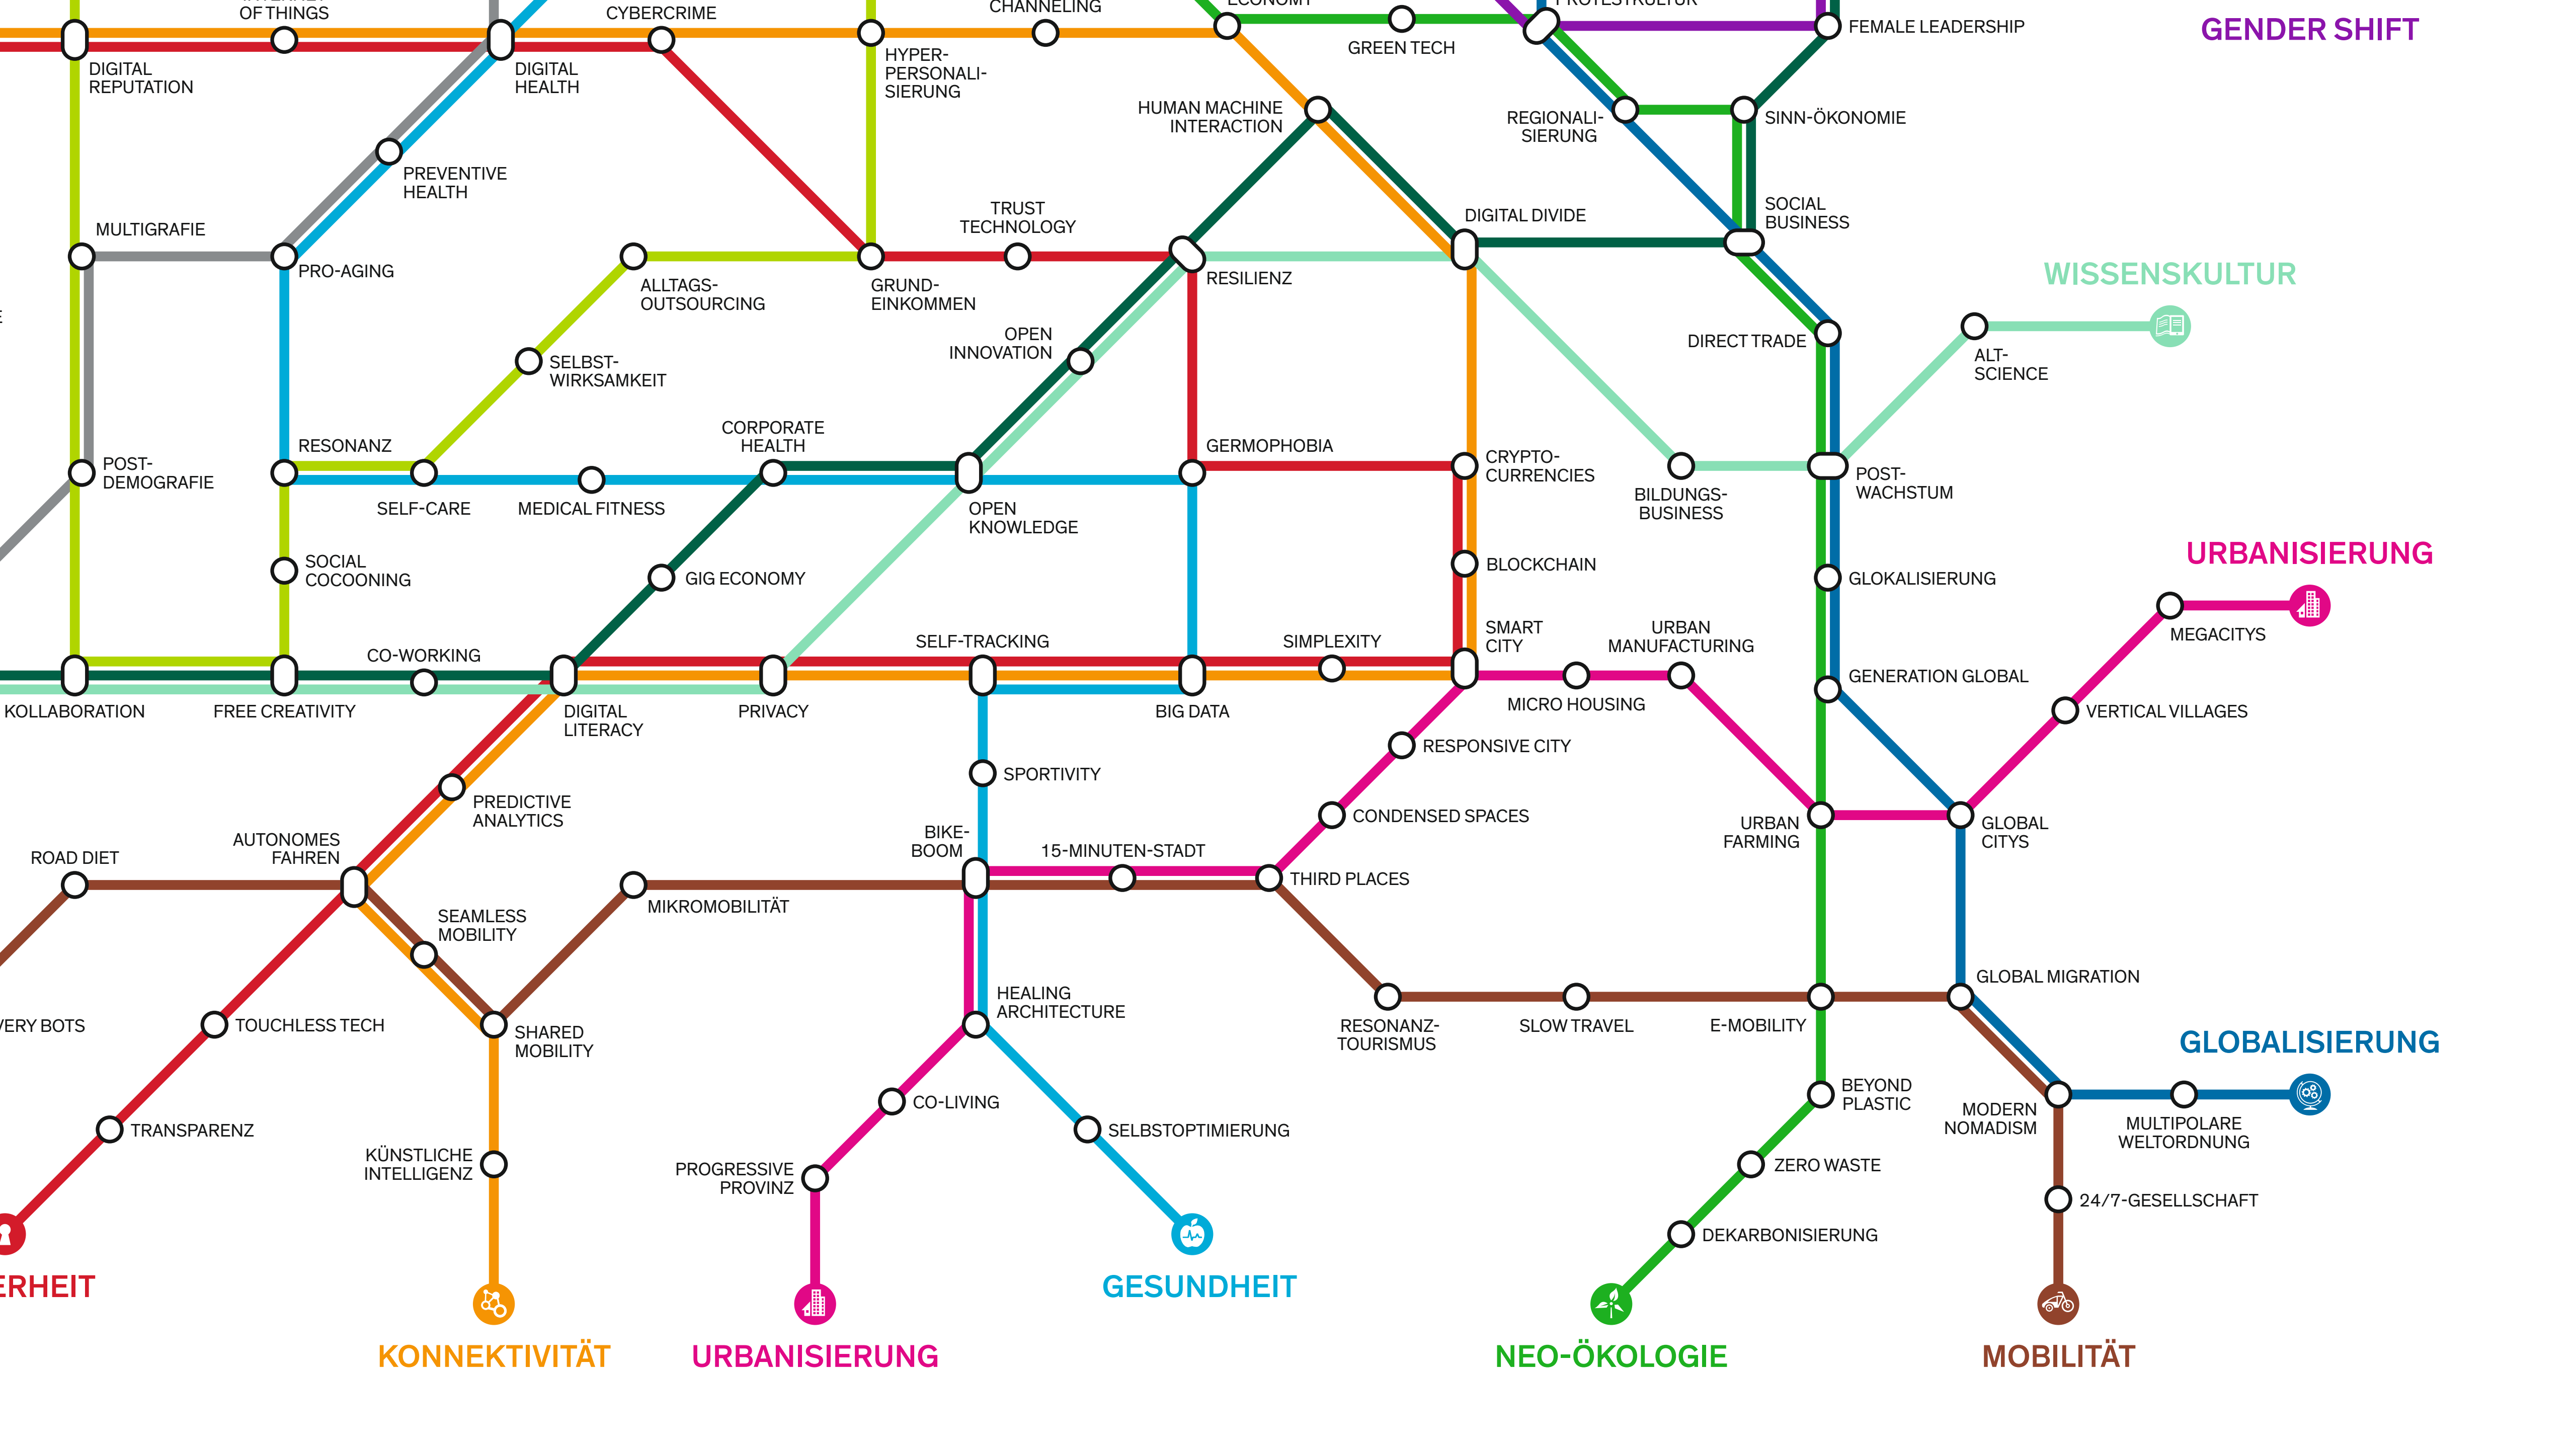 OF THINGS
CYBERCRIME
CHANNELING
GREEN TECH
FEMALE LEADERSHIP
GENDER SHIFT
DIGITAL
REPUTATION
DIGITAL
HEALTH
HYPER-
PERSONALI-
SIERUNG
HUMAN MACHINE
INTERACTION
REGIONALI-
SIERUNG
SINN-ÖKONOMIE
PREVENTIVE
HEALTH
MULTIGRAFIE
PRO-AGING
TRUST
TECHNOLOGY
DIGITAL DIVIDE
SOCIAL
BUSINESS
ALLTAGS-
OUTSOURCING
GRUND-
EINKOMMEN
RESILIENZ
WISSENSKULTUR
OPEN
INNOVATION
DIRECT TRADE
ALT-
SCIENCE
SELBST-
WIRKSAMKEIT
RESONANZ
CORPORATE
HEALTH
GERMOPHOBIA
CRYPTO-
CURRENCIES
POST-
DEMOGRAFIE
SELF-CARE
MEDICAL FITNESS
OPEN
KNOWLEDGE
BILDUNGS-
BUSINESS
POST-
WACHSTUM
SOCIAL
COCOONING
GIG ECONOMY
BLOCKCHAIN
GLOKALISIERUNG
URBANISIERUNG
MEGACITYS
CO-WORKING
SELF-TRACKING
SIMPLEXITY
SMART
CITY
URBAN
MANUFACTURING
GENERATION GLOBAL
KOLLABORATION
FREE CREATIVITY
DIGITAL
LITERACY
PRIVACY
BIG DATA
MICRO HOUSING
VERTICAL VILLAGES
RESPONSIVE CITY
SPORTIVITY
PREDICTIVE
ANALYTICS
CONDENSED SPACES
URBAN
FARMING
GLOBAL
CITYS
ROAD DIET
AUTONOMES
FAHREN
BIKE-
BOOM
15-MINUTEN-STADT
THIRD PLACES
MIKROMOBILITÄT
SEAMLESS
MOBILITY
GLOBAL MIGRATION
HEALING
ARCHITECTURE
BOTS
TOUCHLESS TECH
SHARED
MOBILITY
RESONANZ-
TOURISMUS
SLOW TRAVEL
E-MOBILITY
GLOBALISIERUNG
CO-LIVING
BEYOND
PLASTIC
MODERN
NOMADISM
MULTIPOLARE
WELTORDNUNG
TRANSPARENZ
SELBSTOPTIMIERUNG
KÜNSTLICHE
INTELLIGENZ
PROGRESSIVE
PROVINZ
ZERO WASTE
24/7-GESELLSCHAFT
DEKARBONISIERUNG
GESUNDHEIT
KONNEKTIVITÄT
URBANISIERUNG
NEO-ÖKOLOGIE
MOBILITÄT